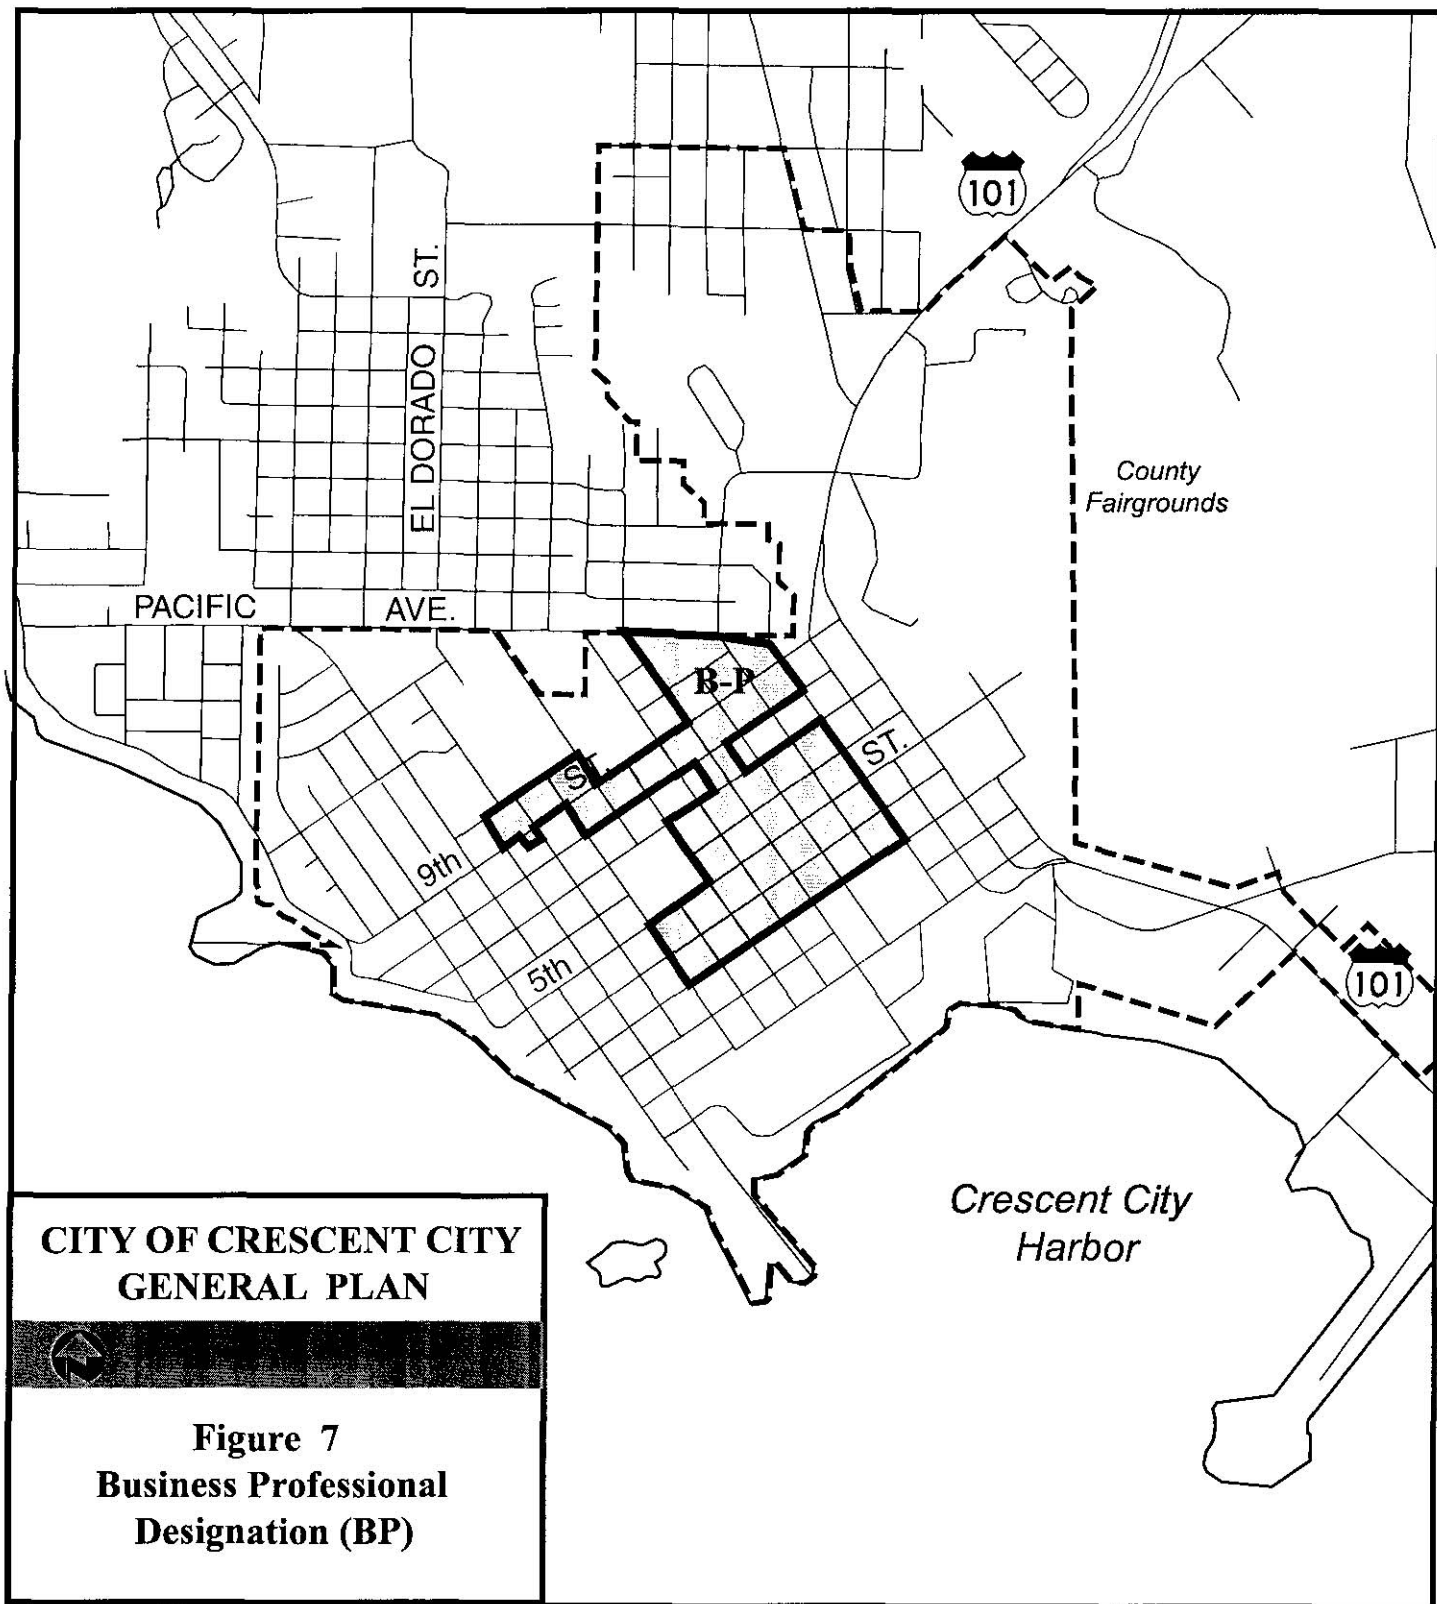 101
ST.
EL DORADO
County
Fairgrounds
PACIFIC AVE.
B-P
ST.
ST.
9th
5th
101
Crescent City
Harbor
CITY OF CRESCENT CITY
GENERAL PLAN
N
Figure 7
Business Professional
Designation (BP)